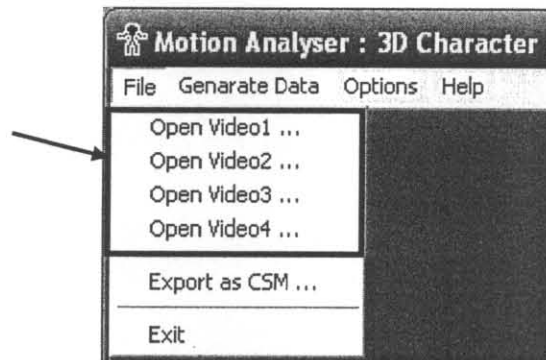 Motion Analyser : 3D Character
File Genarate Data Options Help
Open Video1 ...
Open Video2 ...
Open Video3 ...
Open Video4 ...
Export as CSM ...
Exit